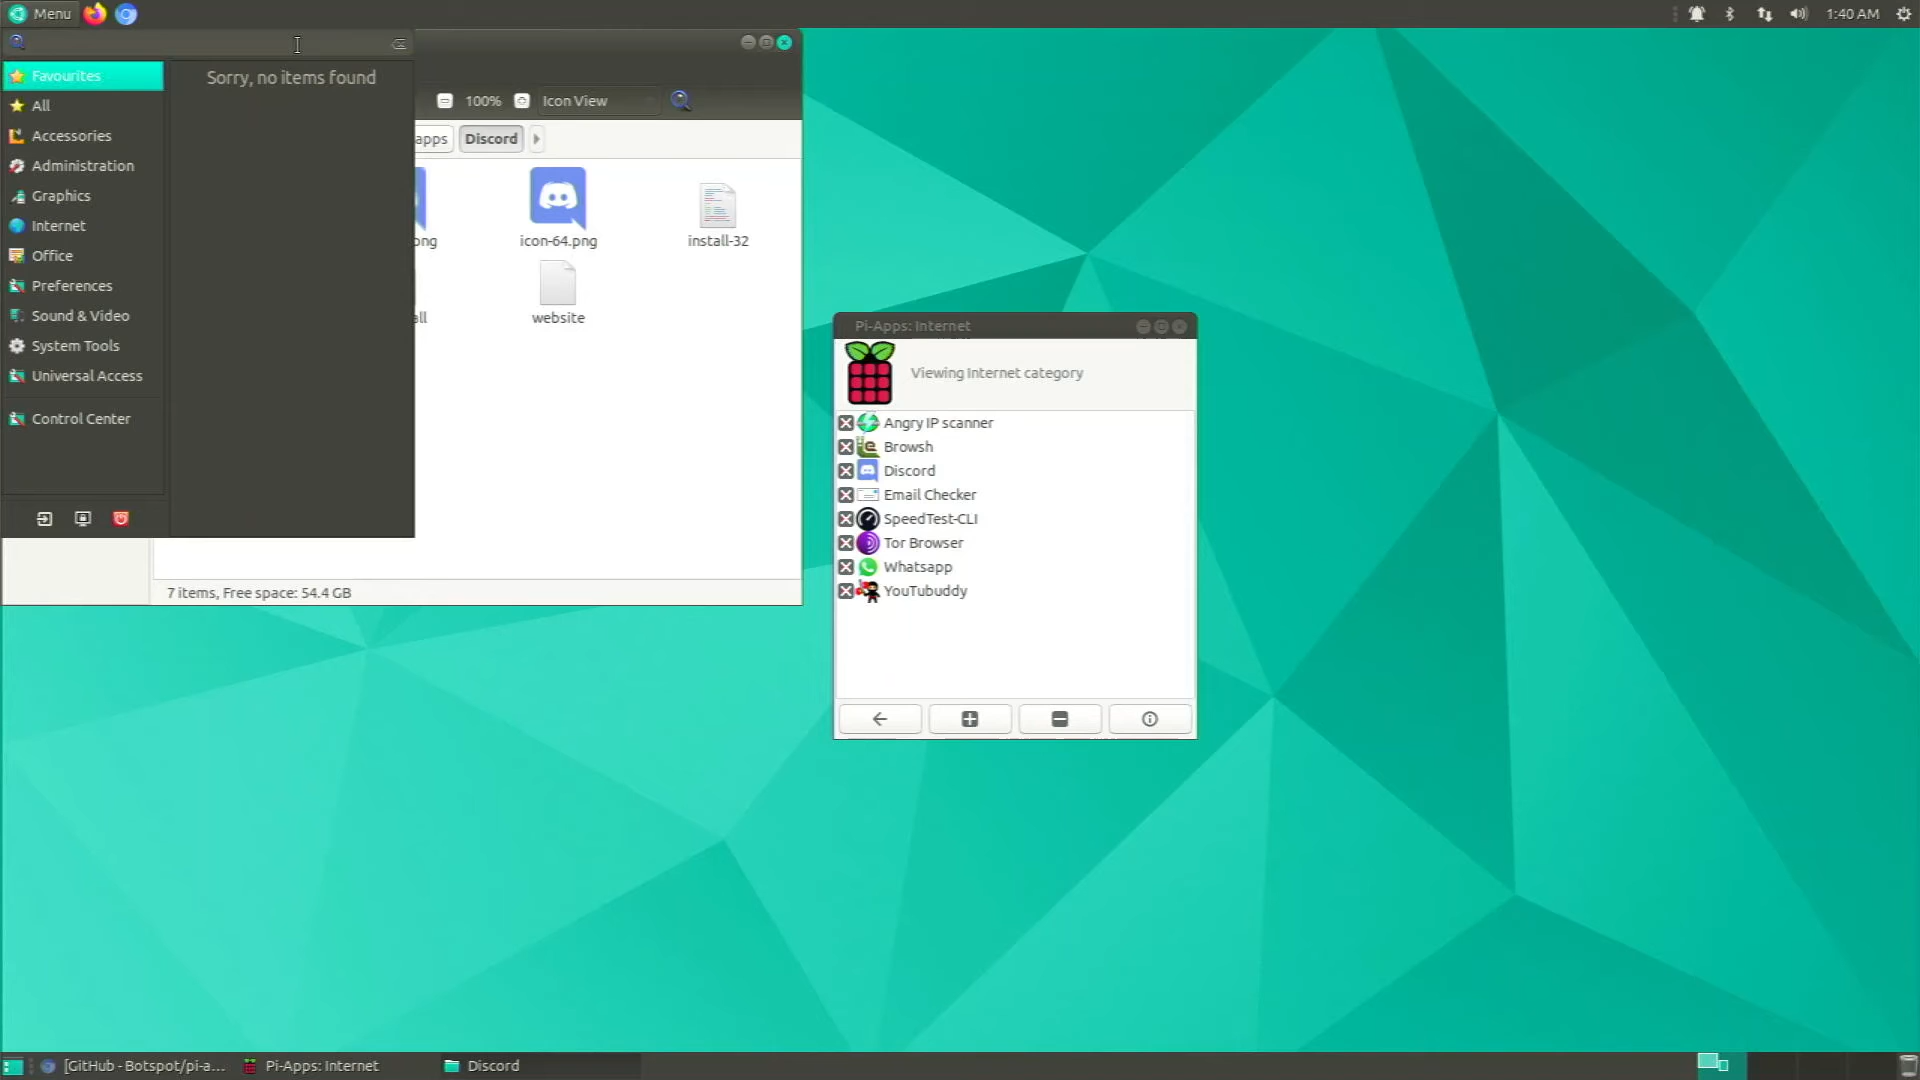 Menu
1:40 AM
Favourites
All
Accessories
Administration
Graphics
Internet
Office
Preferences
Sound & Video
System Tools
Universal Access
Control Center
Sorry, no items found
100%
Icon View
apps
Discord
ong
icon-64.png
install-32
all
website
7 items, Free space: 54.4 GB
Pi-Apps: Internet
Viewing Internet category
Angry IP scanner
Browsh
Discord
Email Checker
SpeedTest-CLI
Tor Browser
Whatsapp
YouTubuddy
[GitHub - Botspot/pi-a...
Pi-Apps: Internet
Discord